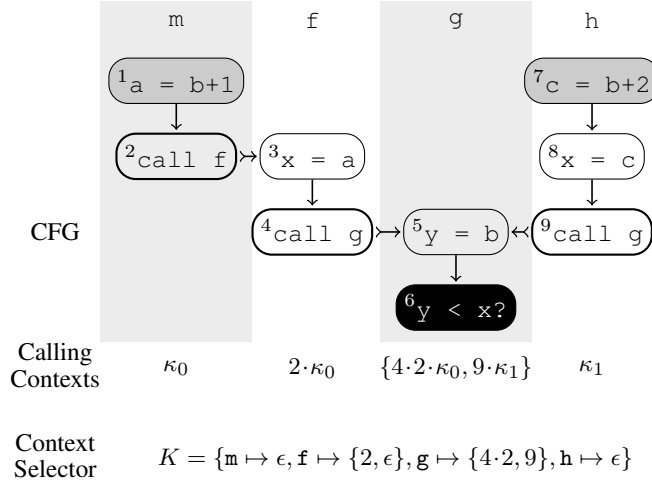 m f g h
¹a = b+1 ⁷c = b+2
²call f ³x = a ⁸x = c
CFG ⁴call g ⁵y = b ⁹call g
⁶y < x?
Calling
Contexts
κ₀ 2·κ₀ {4·2·κ₀, 9·κ₁} κ₁
Context
Selector
K = {m ↦ ϵ, f ↦ {2, ϵ}, g ↦ {4·2, 9}, h ↦ ϵ}